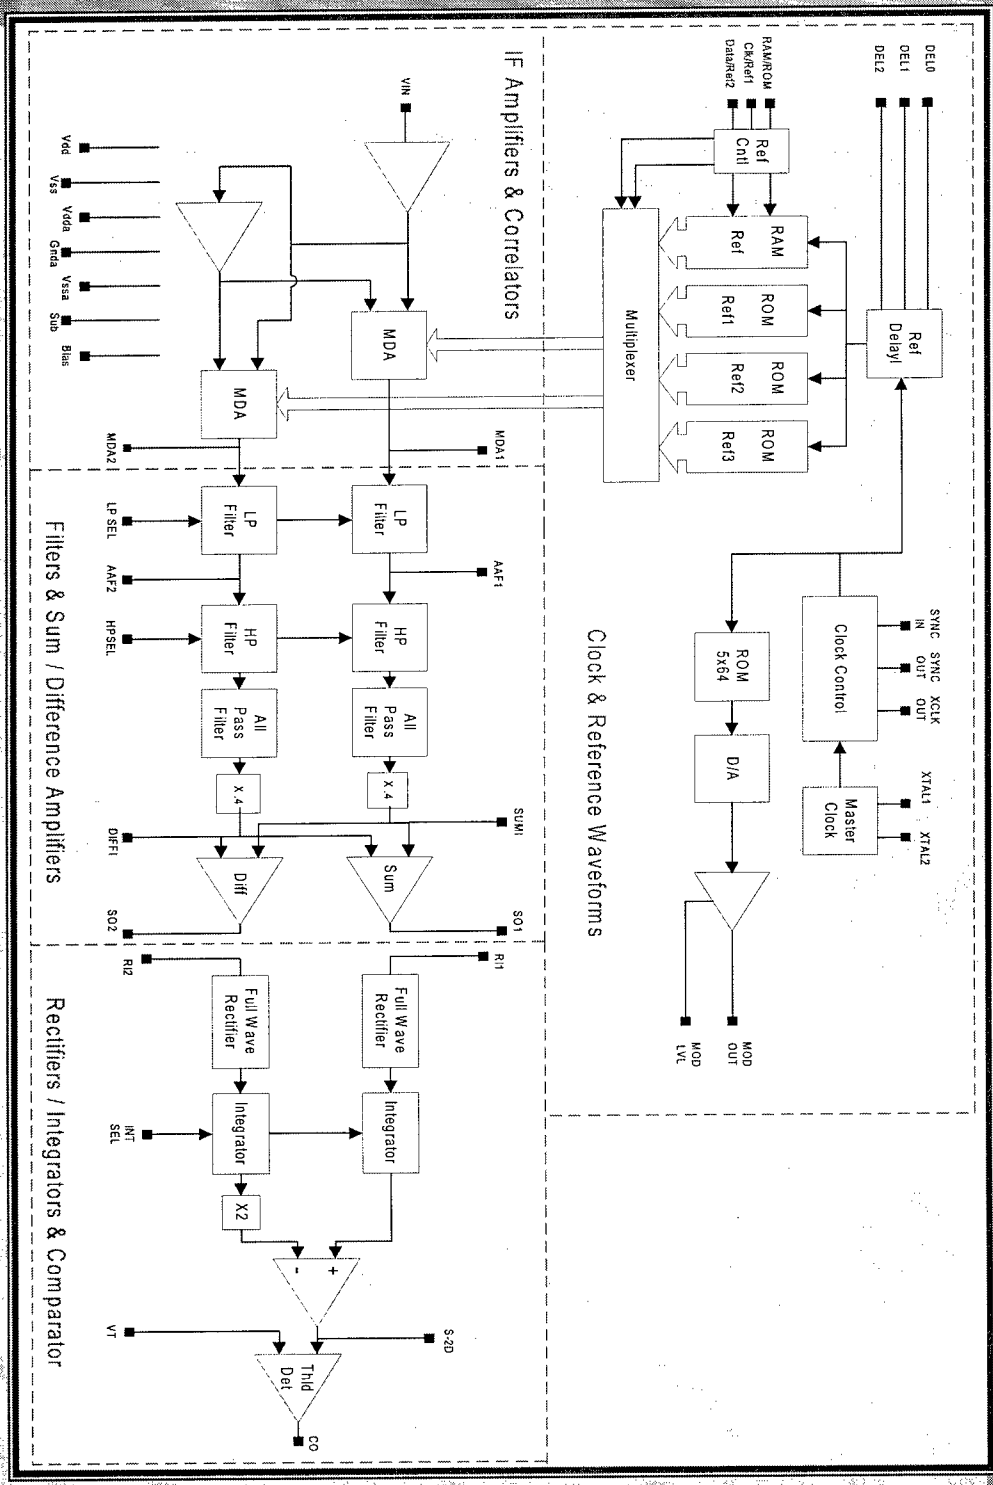 DEL0
DEL1
DEL2
RAM/ROM
Clk/Ref1
Data/Ref2
Ref
Cntl
RAM
Ref
ROM
Ref1
ROM
Ref2
ROM
Ref3
Ref
Delay!
Multiplexer
SYNC
IN
SYNC
OUT
XCLK
OUT
Clock Control
XTAL1
XTAL2
Master
Clock
ROM
5x64
D/A
MOD
OUT
MOD
LVL
Clock & Reference Waveforms
IF Amplifiers & Correlators
VIN
MDA
MDA
MDA1
MDA2
Vdd
Vss
Vdda
Gnda
Vssa
Sub
Bias
LP
Filter
AAF1
HP
Filter
All
Pass
Filter
X.4
SUMI
Sum
SO1
LP
Filter
HP
Filter
All
Pass
Filter
X.4
Diff
LP SEL
AAF2
HPSEL
DIFFI
SO2
Filters & Sum / Difference Amplifiers
RI1
Full Wave
Rectifier
Integrator
RI2
Full Wave
Rectifier
Integrator
X2
INT
SEL
+
-
S-2D
VT
Thld
Det
CO
Rectifiers / Integrators & Comparator